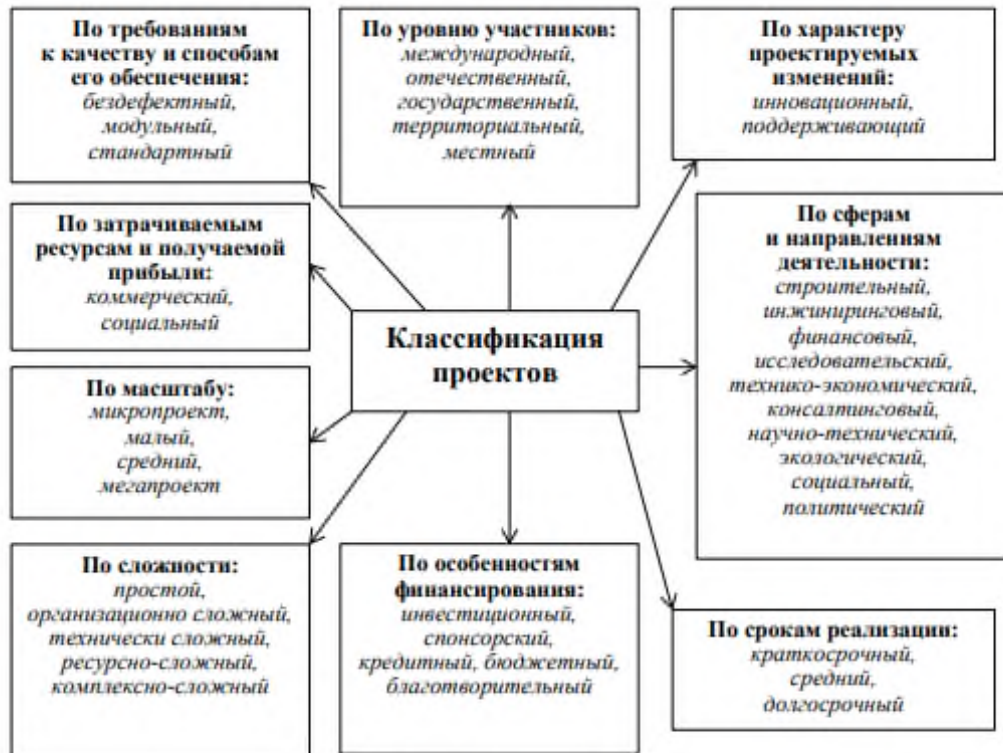 По требованиям
к качеству и способам
его обеспечения:
бездефектный,
модульный,
стандартный
По уровню участников:
международный,
отечественный,
государственный,
территориальный,
местный
По характеру
проектируемых
изменений:
инновационный,
поддерживающий
По затрачиваемым
ресурсам и получаемой
прибыли:
коммерческий,
социальный
Классификация
проектов
По сферам
и направлениям
деятельности:
строительный,
инжиниринговый,
финансовый,
исследовательский,
технико-экономический,
консалтинговый,
научно-технический,
экологический,
социальный,
политический
По масштабу:
микропроект,
малый,
средний,
мегапроект
По сложности:
простой,
организационно сложный,
технически сложный,
ресурсно-сложный,
комплексно-сложный
По особенностям
финансирования:
инвестиционный,
спонсорский,
кредитный, бюджетный,
благотворительный
По срокам реализации:
краткосрочный,
средний,
долгосрочный